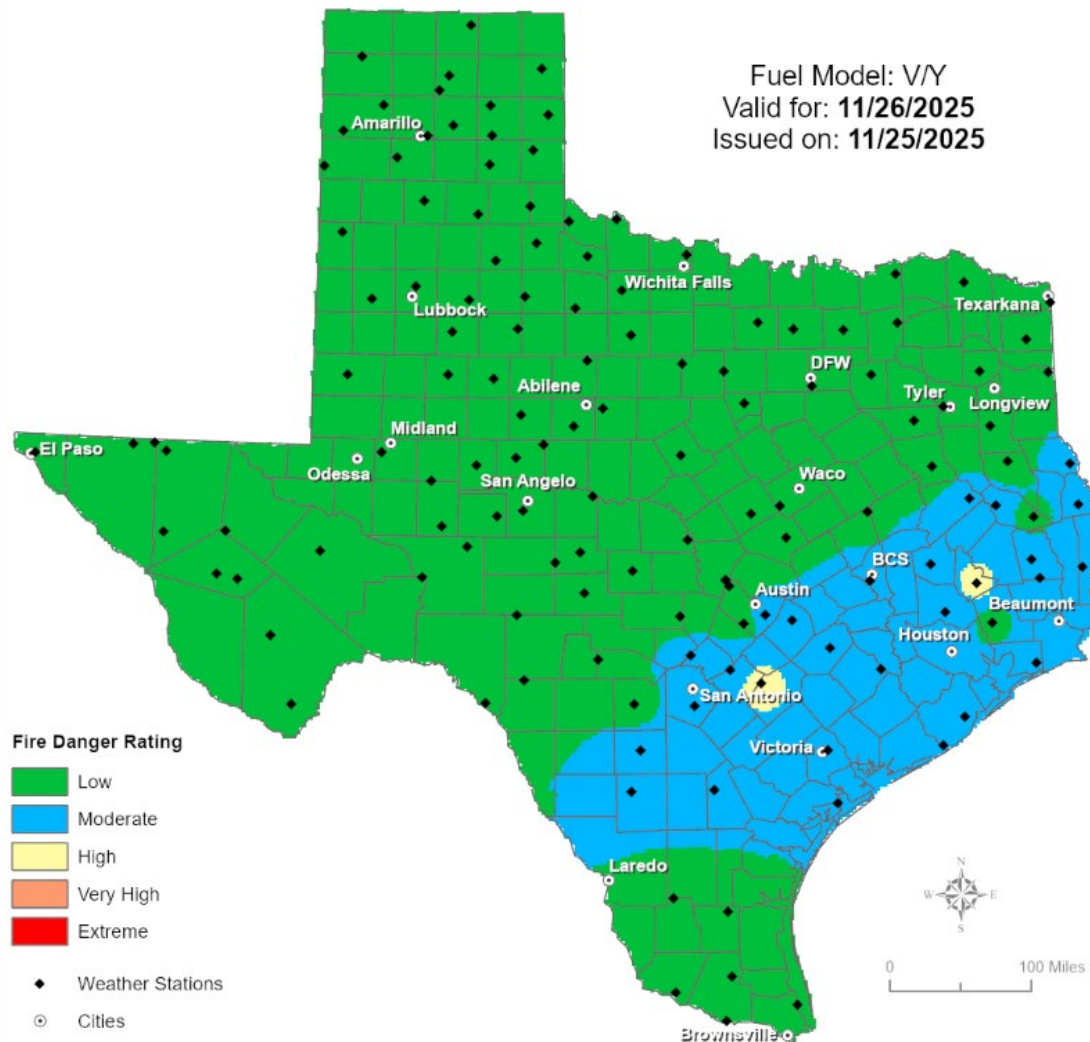 Fuel Model: V/Y
Valid for: 11/26/2025
Issued on: 11/25/2025
Amarillo
Wichita Falls
Lubbock
Texarkana
DFW
Abilene
Tyler
Longview
Midland
El Paso
Odessa
San Angelo
Waco
BCS
Austin
Beaumont
Houston
San Antonio
Victoria
Laredo
Brownsville
Fire Danger Rating
Low
Moderate
High
Very High
Extreme
Weather Stations
Cities
N
W E
S
0 100 Miles